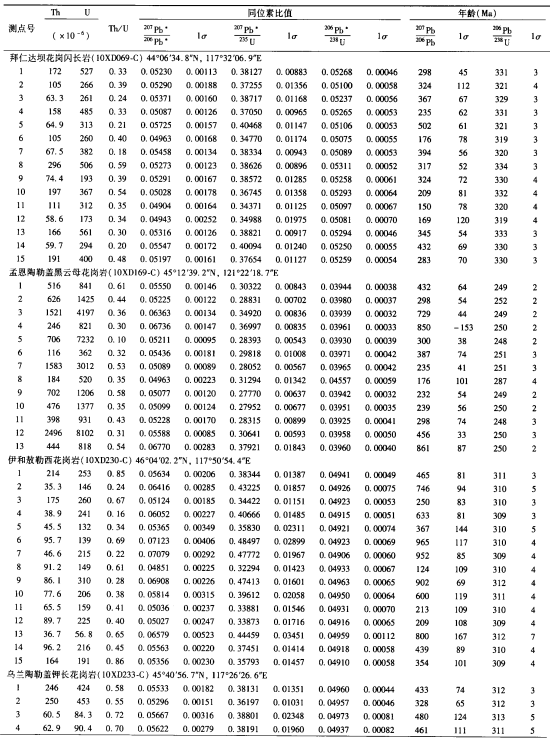 Th U 同位素比值 年龄(Ma)
测点号 (×10⁻⁶) Th/U ²⁰⁷Pb*/²⁰⁶Pb* 1σ ²⁰⁷Pb*/²³⁵U 1σ ²⁰⁶Pb*/²³⁸U 1σ ²⁰⁷Pb/²⁰⁶Pb 1σ ²⁰⁶Pb/²³⁸U 1σ
拜仁达坝花岗闪长岩(10XD069-C) 44°06′34.8″N, 117°32′06.9″E
1 172 527 0.33 0.05230 0.00113 0.38127 0.00883 0.05268 0.00046 298 45 331 3
2 105 266 0.39 0.05290 0.00188 0.37255 0.01356 0.05100 0.00058 324 112 321 4
3 63.3 261 0.24 0.05371 0.00160 0.38717 0.01168 0.05237 0.00056 367 67 329 3
4 158 485 0.33 0.05087 0.00126 0.37050 0.00965 0.05265 0.00053 235 62 331 3
5 64.9 313 0.21 0.05725 0.00157 0.40468 0.01147 0.05106 0.00053 502 61 321 3
6 105 260 0.40 0.04963 0.00168 0.34770 0.01174 0.05075 0.00055 176 78 319 3
7 67.5 382 0.18 0.05458 0.00134 0.38334 0.00943 0.05089 0.00053 394 56 320 3
8 296 506 0.59 0.05273 0.00123 0.38626 0.00896 0.05311 0.00052 317 52 334 3
9 74.4 193 0.39 0.05291 0.00167 0.38572 0.01285 0.05258 0.00061 324 72 330 4
10 197 367 0.54 0.05028 0.00178 0.36745 0.01358 0.05293 0.00064 209 81 332 4
11 111 312 0.35 0.04904 0.00164 0.34371 0.01125 0.05097 0.00067 150 78 320 4
12 58.6 173 0.34 0.04943 0.00252 0.34988 0.01975 0.05081 0.00070 169 120 319 4
13 166 561 0.30 0.05316 0.00126 0.38821 0.00917 0.05294 0.00046 345 54 333 3
14 59.7 294 0.20 0.05547 0.00172 0.40094 0.01240 0.05250 0.00055 432 69 330 3
15 191 400 0.48 0.05197 0.00161 0.37654 0.01127 0.05259 0.00054 283 70 330 3
孟恩陶勒盖黑云母花岗岩(10XD169-C) 45°12′39.2″N, 121°22′18.7″E
1 516 841 0.61 0.05550 0.00146 0.30322 0.00843 0.03944 0.00038 432 64 249 2
2 626 1425 0.44 0.05225 0.00122 0.28831 0.00702 0.03980 0.00037 298 54 252 2
3 1521 4197 0.36 0.06363 0.00134 0.34920 0.00836 0.03939 0.00032 729 44 249 2
4 246 821 0.30 0.06736 0.00147 0.36997 0.00835 0.03961 0.00033 850 -153 250 2
5 706 7232 0.10 0.05211 0.00095 0.28393 0.00543 0.03930 0.00039 300 38 248 2
6 116 362 0.32 0.05436 0.00181 0.29818 0.01008 0.03971 0.00042 387 74 251 3
7 1583 3012 0.53 0.05089 0.00089 0.28052 0.00567 0.03965 0.00042 235 41 251 3
8 184 520 0.35 0.04963 0.00223 0.31294 0.01342 0.04557 0.00059 176 101 287 4
9 702 1206 0.58 0.05077 0.00120 0.27770 0.00637 0.03942 0.00032 232 54 249 2
10 476 1377 0.35 0.05099 0.00124 0.27952 0.00677 0.03951 0.00035 239 56 250 2
11 398 931 0.43 0.05228 0.00170 0.28315 0.00899 0.03925 0.00041 298 74 248 3
12 2496 8102 0.31 0.05588 0.00085 0.30641 0.00593 0.03958 0.00050 456 33 250 3
13 444 818 0.54 0.06770 0.00283 0.37921 0.01843 0.03960 0.00040 861 87 250 2
伊和敖勒西花岗岩(10XD230-C) 46°04′02.2″N, 117°50′54.4″E
1 214 253 0.85 0.05634 0.00206 0.38344 0.01387 0.04941 0.00049 465 81 311 3
2 35.3 146 0.24 0.06416 0.00285 0.43225 0.01857 0.04926 0.00075 746 94 310 5
3 175 260 0.67 0.05124 0.00185 0.34422 0.01151 0.04923 0.00053 250 83 310 3
4 38.9 241 0.16 0.06052 0.00227 0.40666 0.01485 0.04915 0.00051 633 81 309 3
5 45.5 132 0.34 0.05365 0.00349 0.35830 0.02311 0.04921 0.00074 367 144 310 5
6 95.7 139 0.69 0.07123 0.00406 0.48497 0.02899 0.04923 0.00069 965 117 310 4
7 46.6 215 0.22 0.07079 0.00292 0.47772 0.01967 0.04906 0.00060 952 85 309 4
8 91.2 149 0.61 0.04851 0.00225 0.32294 0.01423 0.04933 0.00067 124 109 310 4
9 86.1 310 0.28 0.06908 0.00226 0.47413 0.01601 0.04963 0.00065 902 69 312 4
10 77.6 206 0.38 0.05814 0.00315 0.39612 0.02058 0.04950 0.00064 600 119 311 4
11 65.5 159 0.41 0.05036 0.00237 0.33881 0.01546 0.04931 0.00070 213 109 310 4
12 89.7 225 0.40 0.05027 0.00247 0.33873 0.01716 0.04916 0.00065 209 108 309 4
13 36.7 56.8 0.65 0.06579 0.00523 0.44459 0.03451 0.04959 0.00112 800 167 312 7
14 96.2 216 0.45 0.05563 0.00220 0.37451 0.01414 0.04918 0.00058 439 89 310 4
15 164 191 0.86 0.05356 0.00230 0.35793 0.01457 0.04910 0.00058 354 101 309 4
乌兰陶勒盖钾长花岗岩(10XD233-C) 45°40′56.7″N, 117°26′26.6″E
1 246 424 0.58 0.05533 0.00182 0.38131 0.01351 0.04960 0.00044 433 74 312 3
2 250 453 0.55 0.05296 0.00151 0.36197 0.01031 0.04957 0.00046 328 65 312 3
3 60.5 84.3 0.72 0.05667 0.00316 0.38801 0.02348 0.04973 0.00081 480 124 313 5
4 62.9 90.4 0.70 0.05622 0.00279 0.38191 0.01960 0.04937 0.00082 461 111 311 5